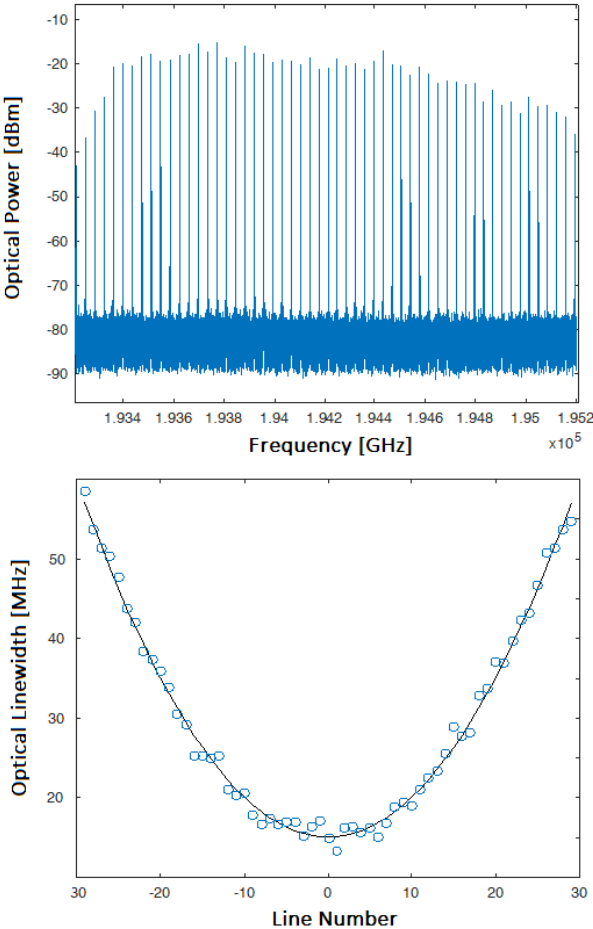 -10
-20
-30
-40
-50
-60
-70
-80
-90
Optical Power [dBm]
1.934 1.936 1.938 1.94 1.942 1.944 1.946 1.948 1.95 1.952
×10⁵
Frequency [GHz]
50
40
30
20
Optical Linewidth [MHz]
30 -20 -10 0 10 20 30
Line Number